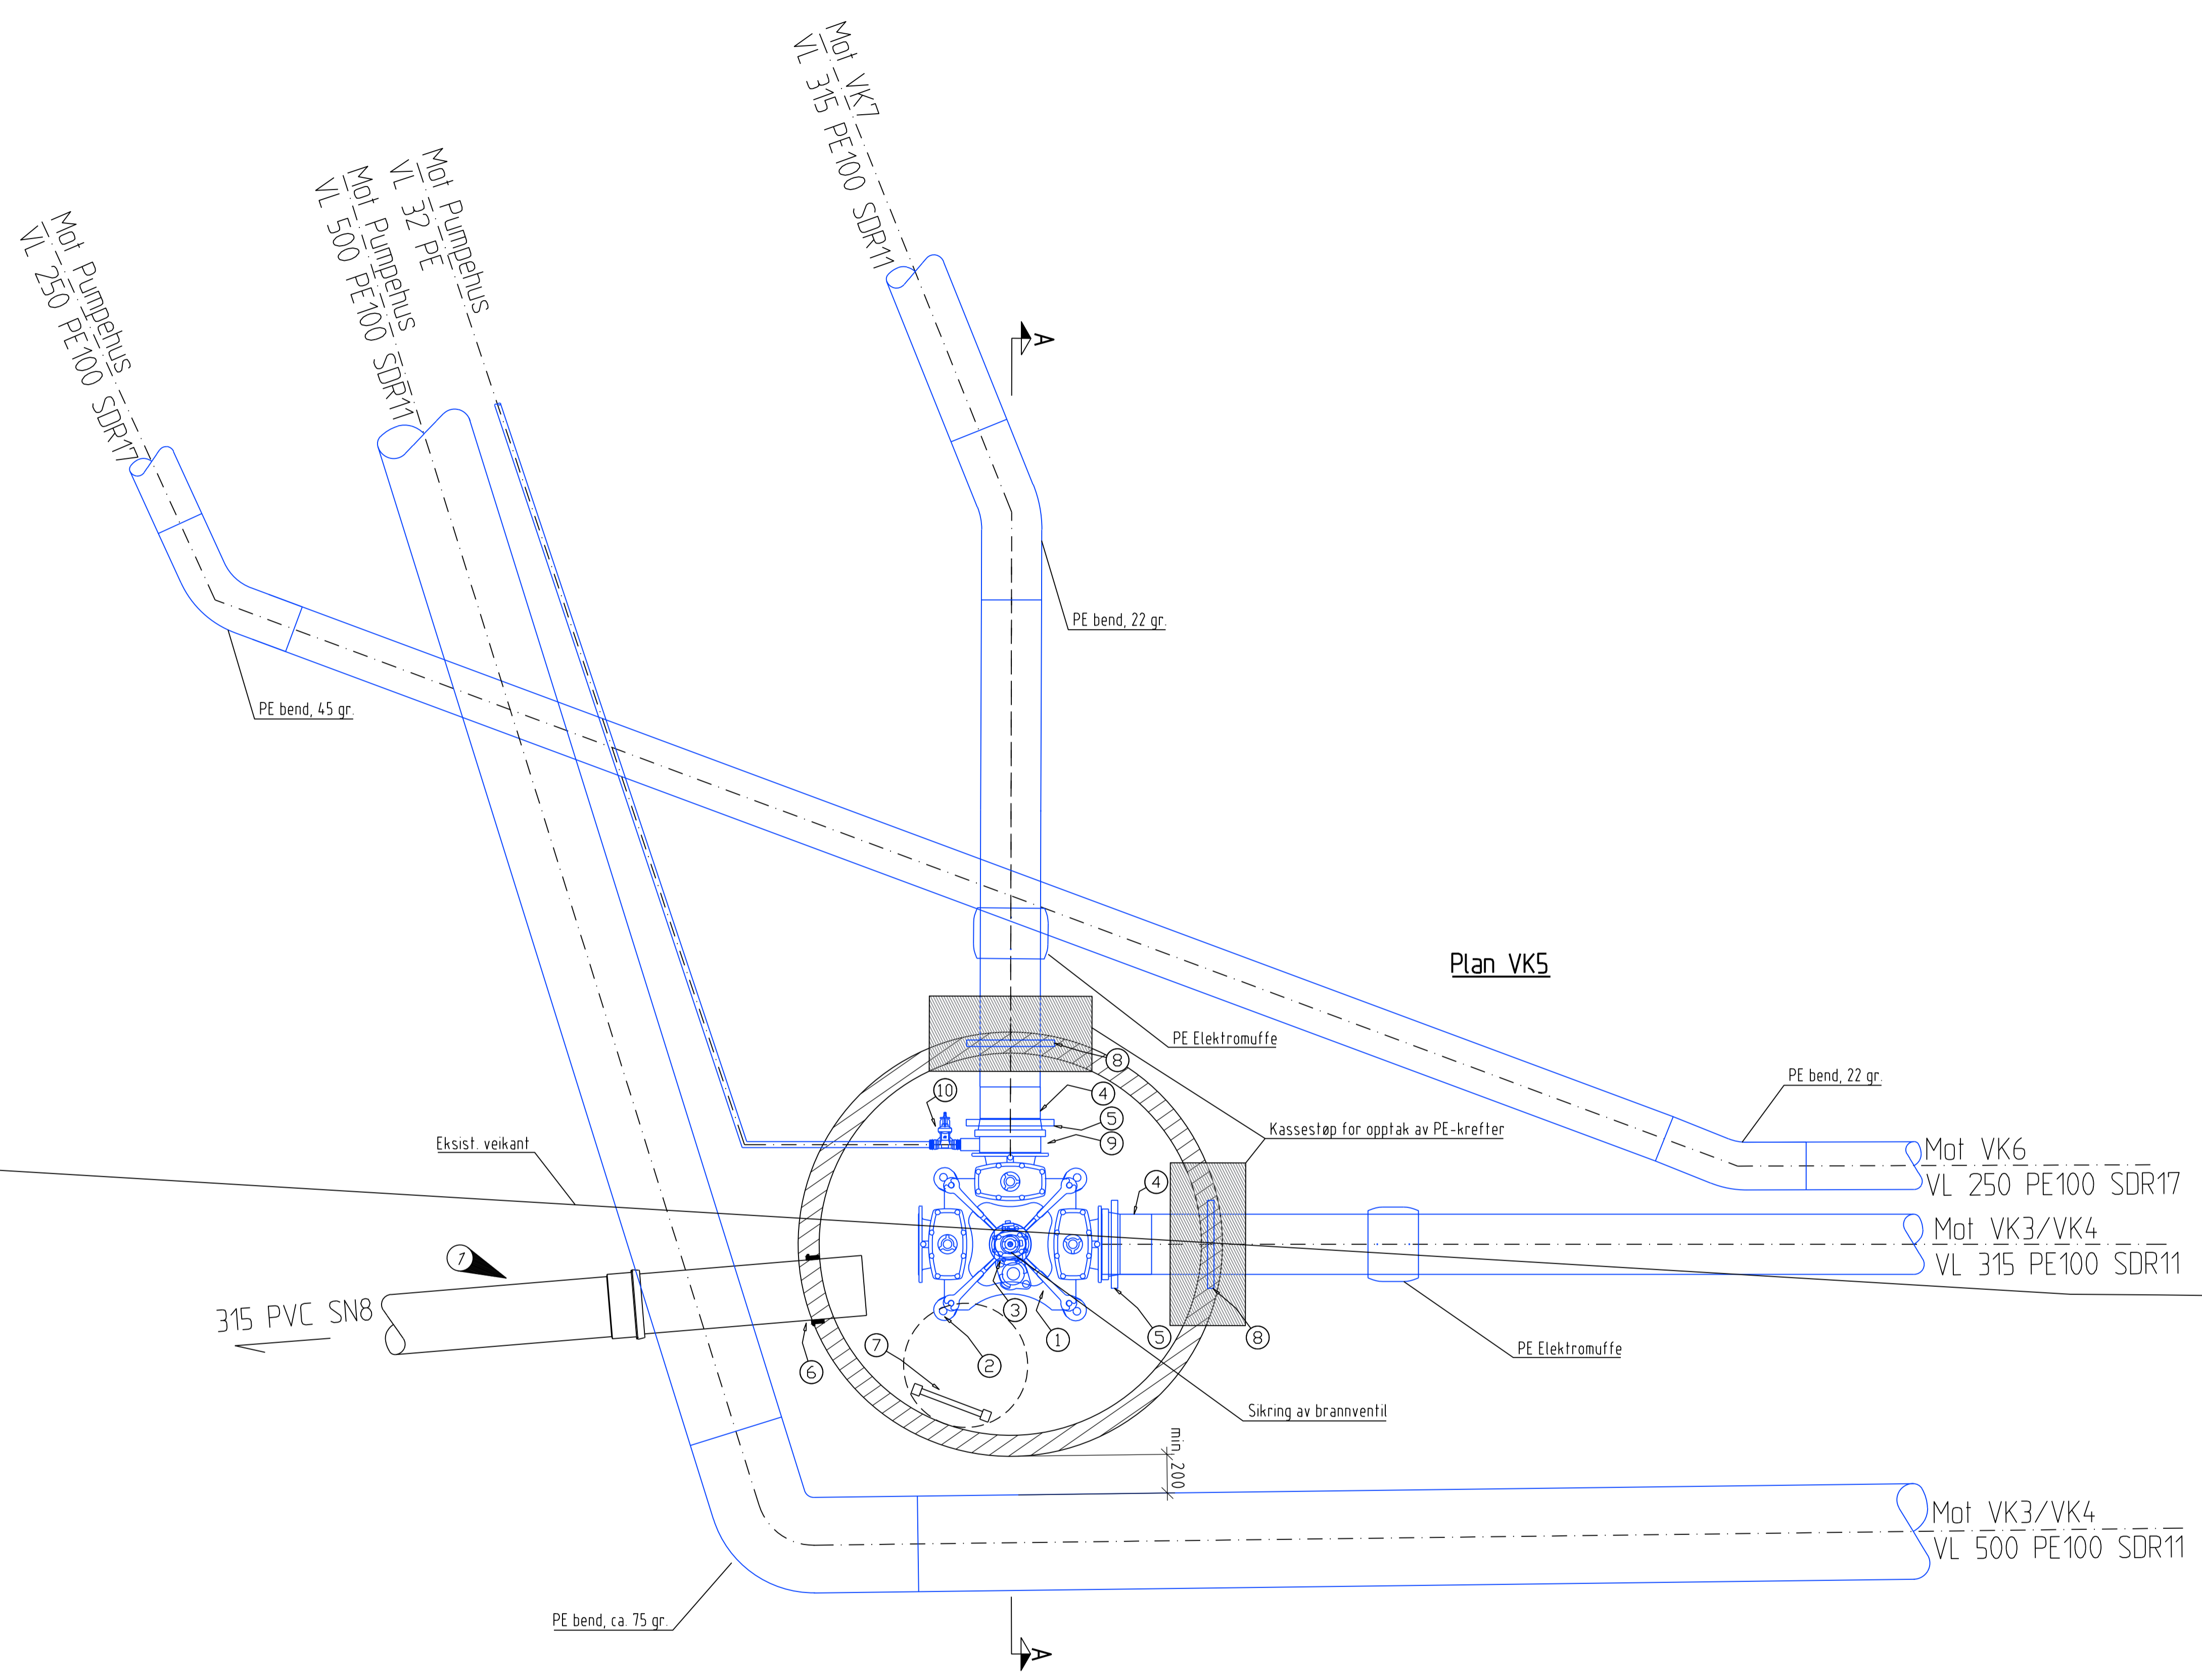 Mot VK7
VL 315 PE100 SDR11
Mot Pumpehus
VL 32 PE
Mot Pumpehus
VL 500 PE100 SDR11
Mot Pumpehus
VL 250 PE100 SDR17
A
PE bend, 22 gr.
PE bend, 45 gr.
Plan VK5
PE Elektromuffe
8
PE bend, 22 gr.
10
4
5
9
Kassestøp for opptak av PE-krefter
Eksist. veikant
Mot VK6
VL 250 PE100 SDR17
4
Mot VK3/VK4
VL 315 PE100 SDR11
1
315 PVC SN8
3
1
5
8
7
2
6
PE Elektromuffe
Sikring av brannventil
min. 200
Mot VK3/VK4
VL 500 PE100 SDR11
PE bend, ca. 75 gr.
A